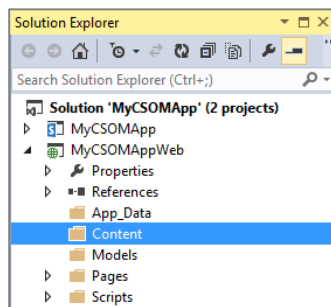 Solution Explorer
Search Solution Explorer (Ctrl+;)
Solution 'MyCSOMApp' (2 projects)
MyCSOMApp
MyCSOMAppWeb
Properties
References
App_Data
Content
Models
Pages
Scripts